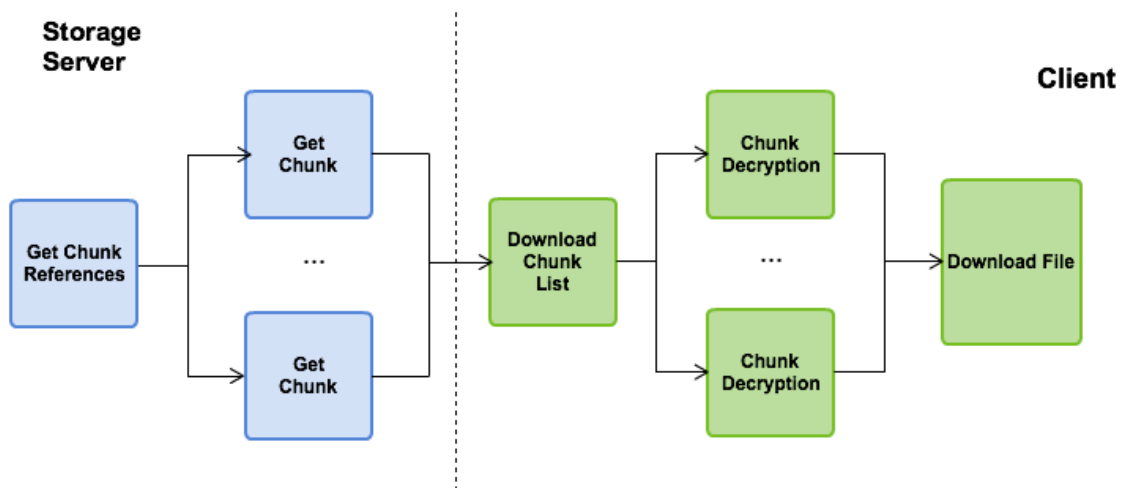 Storage
Server
Client
Get
Chunk
Chunk
Decryption
Get Chunk
References
...
Download
Chunk
List
...
Download File
Get
Chunk
Chunk
Decryption